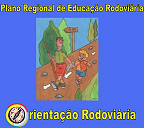 Plano Regional de Educação Rodoviária
Orientação Rodoviária